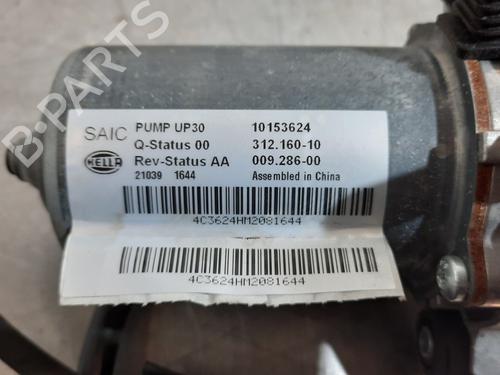 B-PARTS
SAIC PUMP UP30 10153624
HELLA Q-Status 00 312.160-10
Rev-Status AA 009.286-00
21039 1644 Assembled in China
4C3624HM2081644
4C3624HM2081644